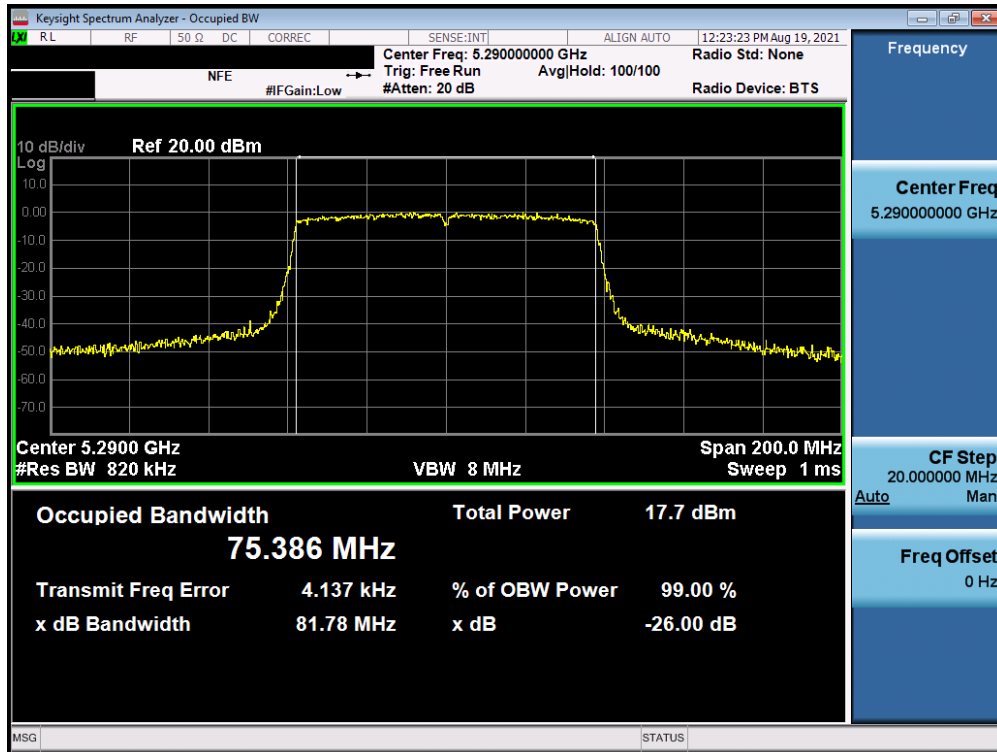 Keysight Spectrum Analyzer - Occupied BW
LXI RL RF 50 Ω DC CORREC SENSE:INT ALIGN AUTO 12:23:23 PM Aug 19, 2021
Center Freq: 5.290000000 GHz Radio Std: None
NFE Trig: Free Run Avg|Hold: 100/100
#IFGain:Low #Atten: 20 dB Radio Device: BTS
10 dB/div Ref 20.00 dBm
Log
10.0
0.00
-10.0
-20.0
-30.0
-40.0
-50.0
-60.0
-70.0
Center 5.2900 GHz Span 200.0 MHz
#Res BW 820 kHz VBW 8 MHz Sweep 1 ms
Occupied Bandwidth Total Power 17.7 dBm
75.386 MHz
Transmit Freq Error 4.137 kHz % of OBW Power 99.00 %
x dB Bandwidth 81.78 MHz x dB -26.00 dB
Frequency
Center Freq
5.290000000 GHz
CF Step
20.000000 MHz
Auto Man
Freq Offset
0 Hz
MSG STATUS